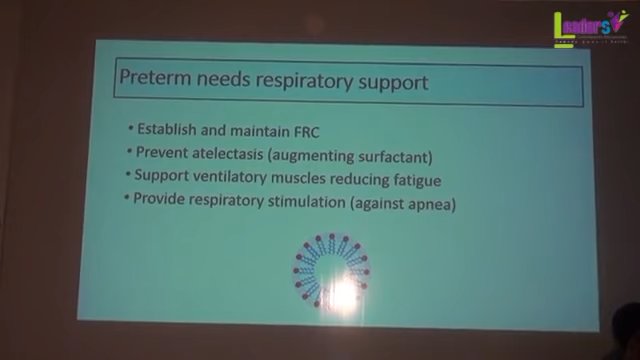 Leaders
Preterm needs respiratory support
• Establish and maintain FRC
• Prevent atelectasis (augmenting surfactant)
• Support ventilatory muscles reducing fatigue
• Provide respiratory stimulation (against apnea)